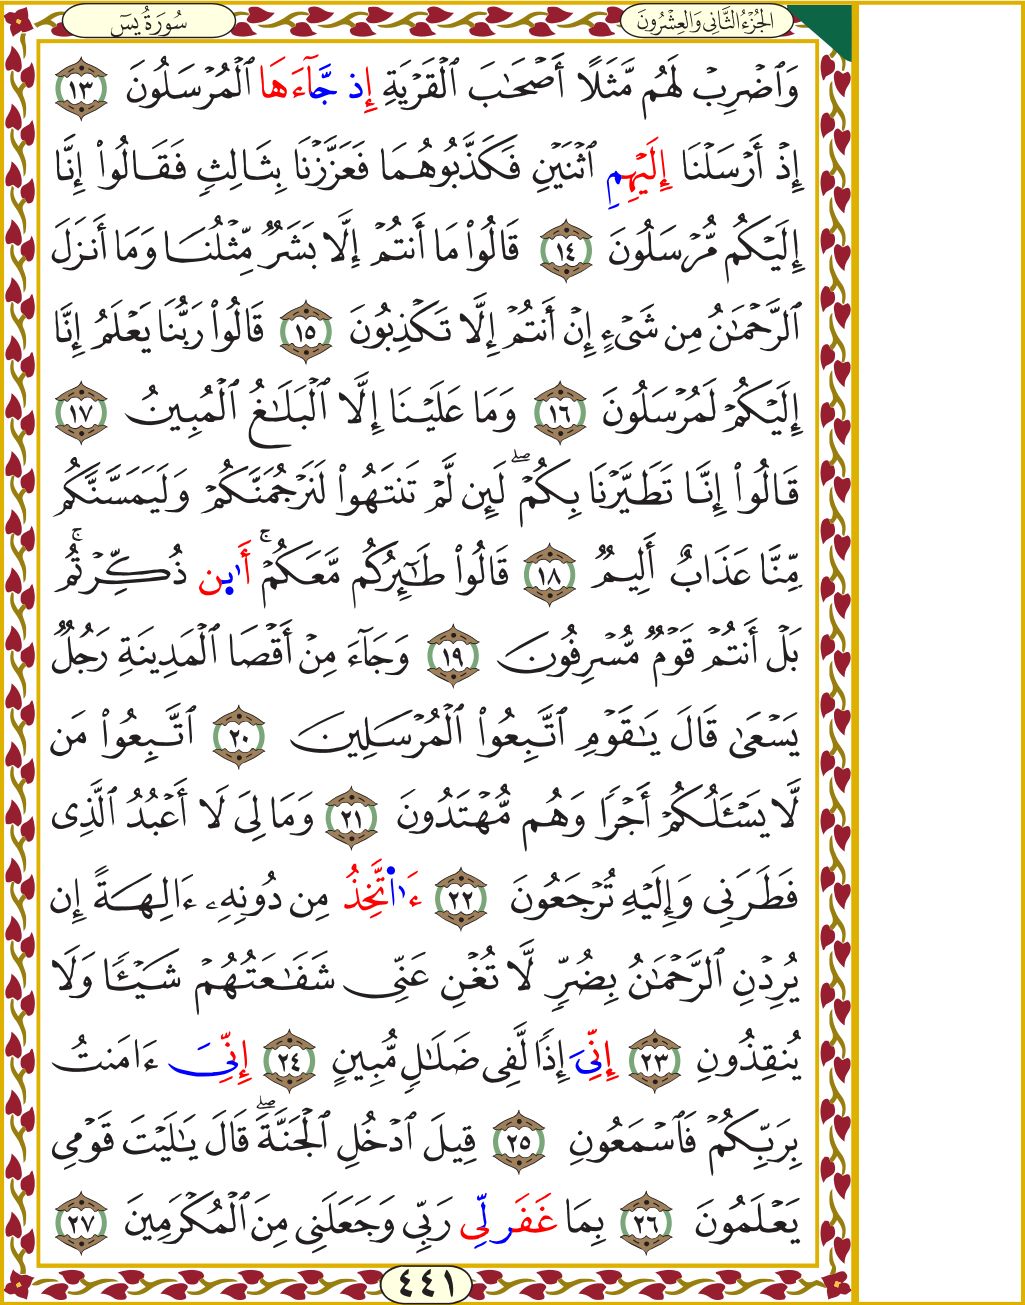 الجُزْءُ الثَّانِي وَالعِشْرُونَ
سُورَةُ يسٓ
وَٱضْرِبْ لَهُم مَّثَلًا أَصْحَٰبَ ٱلْقَرْيَةِ إِذ جَّآءَهَا ٱلْمُرْسَلُونَ ١٣
إِذْ أَرْسَلْنَا إِلَيْهِمِ ٱثْنَيْنِ فَكَذَّبُوهُمَا فَعَزَّزْنَا بِثَالِثٍ فَقَالُوا۟ إِنَّا
إِلَيْكُم مُّرْسَلُونَ ١٤ قَالُوا۟ مَا أَنتُمْ إِلَّا بَشَرٌ مِّثْلُنَا وَمَا أَنزَلَ
ٱلرَّحْمَٰنُ مِن شَىْءٍ إِنْ أَنتُمْ إِلَّا تَكْذِبُونَ ١٥ قَالُوا۟ رَبُّنَا يَعْلَمُ إِنَّا
إِلَيْكُمْ لَمُرْسَلُونَ ١٦ وَمَا عَلَيْنَا إِلَّا ٱلْبَلَٰغُ ٱلْمُبِينُ ١٧
قَالُوا۟ إِنَّا تَطَيَّرْنَا بِكُمْ ۖ لَئِن لَّمْ تَنتَهُوا۟ لَنَرْجُمَنَّكُمْ وَلَيَمَسَّنَّكُم
مِّنَّا عَذَابٌ أَلِيمٌ ١٨ قَالُوا۟ طَٰٓئِرُكُم مَّعَكُمْ ۚ أَٰىِٕن ذُكِّرْتُم ۚ
بَلْ أَنتُمْ قَوْمٌ مُّسْرِفُونَ ١٩ وَجَآءَ مِنْ أَقْصَا ٱلْمَدِينَةِ رَجُلٌ
يَسْعَىٰ قَالَ يَٰقَوْمِ ٱتَّبِعُوا۟ ٱلْمُرْسَلِينَ ٢٠ ٱتَّبِعُوا۟ مَن
لَّا يَسْـَٔلُكُمْ أَجْرًا وَهُم مُّهْتَدُونَ ٢١ وَمَا لِىَ لَا أَعْبُدُ ٱلَّذِى
فَطَرَنِى وَإِلَيْهِ تُرْجَعُونَ ٢٢ ءَا۬تَّخِذُ مِن دُونِهِۦ ءَالِهَةً إِن
يُرِدْنِ ٱلرَّحْمَٰنُ بِضُرٍّ لَّا تُغْنِ عَنِّى شَفَٰعَتُهُمْ شَيْـًٔا وَلَا
يُنقِذُونِ ٢٣ إِنِّىَ إِذًا لَّفِى ضَلَٰلٍ مُّبِينٍ ٢٤ إِنِّىَ ءَامَنتُ
بِرَبِّكُمْ فَٱسْمَعُونِ ٢٥ قِيلَ ٱدْخُلِ ٱلْجَنَّةَ ۖ قَالَ يَٰلَيْتَ قَوْمِى
يَعْلَمُونَ ٢٦ بِمَا غَفَر لِّى رَبِّى وَجَعَلَنِى مِنَ ٱلْمُكْرَمِينَ ٢٧
٤٤١